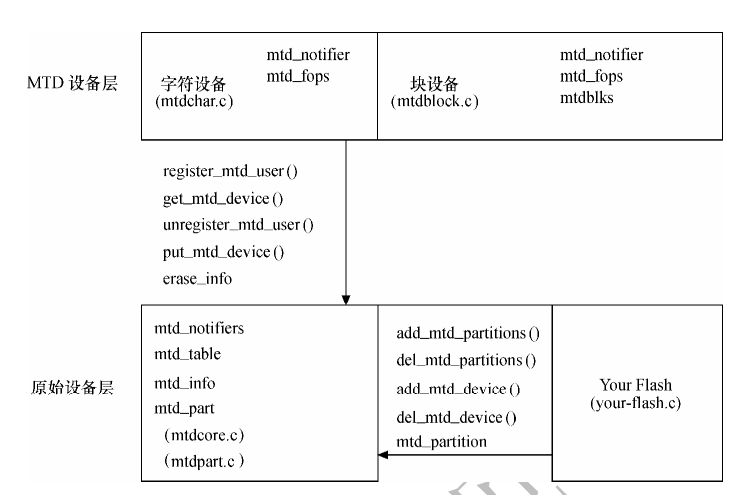 MTD 设备层
字符设备
(mtdchar.c)
mtd_notifier
mtd_fops
块设备
(mtdblock.c)
mtd_notifier
mtd_fops
mtdblks
register_mtd_user()
get_mtd_device()
unregister_mtd_user()
put_mtd_device()
erase_info
原始设备层
mtd_notifiers
mtd_table
mtd_info
mtd_part
(mtdcore.c)
(mtdpart.c)
add_mtd_partitions()
del_mtd_partitions()
add_mtd_device()
del_mtd_device()
mtd_partition
Your Flash
(your-flash.c)